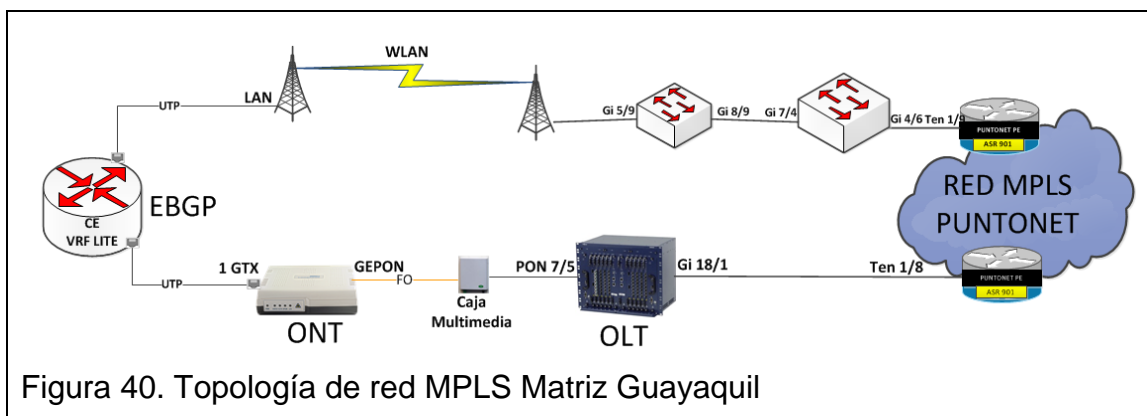 WLAN
UTP
LAN
Gi 5/9
Gi 8/9
Gi 7/4
Gi 4/6
Ten 1/9
PUNTONET PE
ASR 901
RED MPLS
PUNTONET
EBGP
CE
VRF LITE
UTP
1 GTX
GEPON
FO
ONT
Caja
Multimedia
PON 7/5
Gi 18/1
OLT
Ten 1/8
PUNTONET PE
ASR 901
Figura 40. Topología de red MPLS Matriz Guayaquil